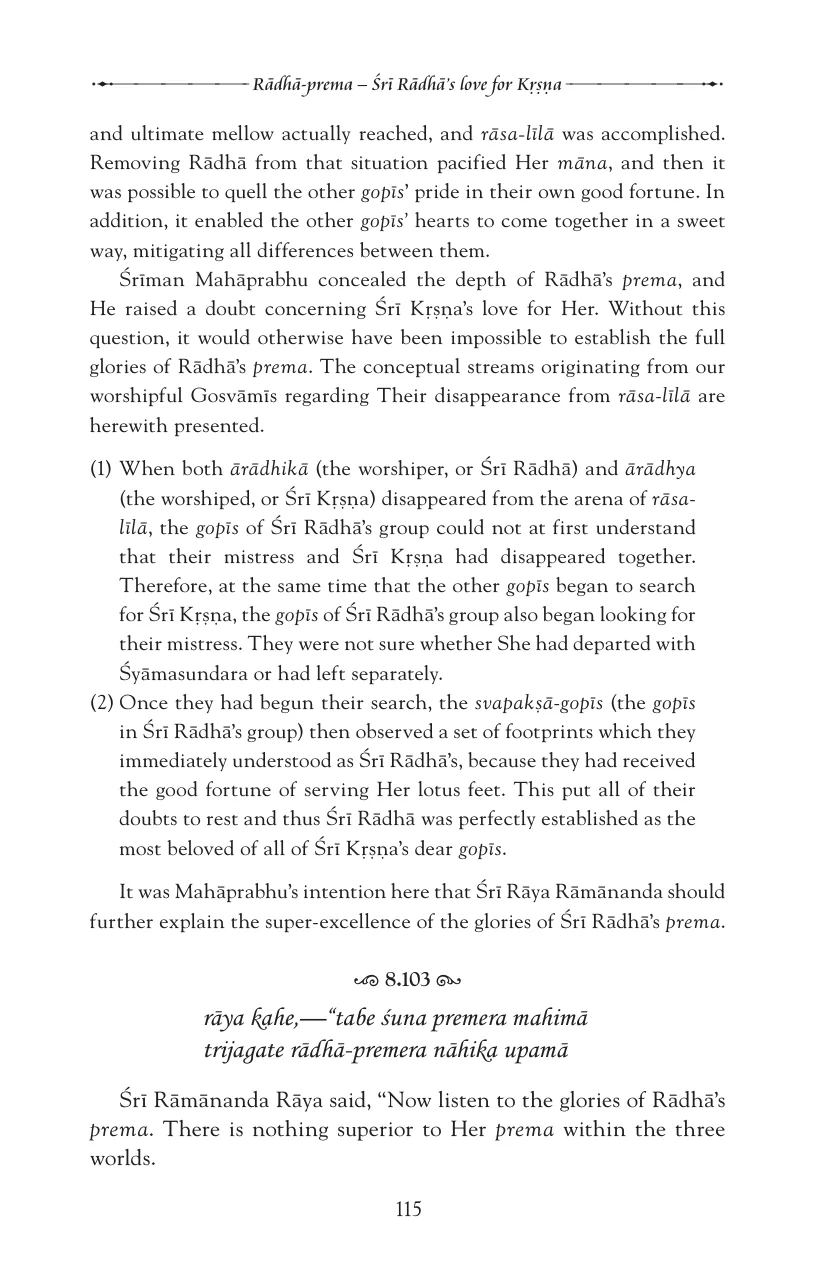 Rādhā-prema – Śrī Rādhā’s love for Kṛṣṇa
and ultimate mellow actually reached, and rāsa-līlā was accomplished.
Removing Rādhā from that situation pacified Her māna, and then it
was possible to quell the other gopīs’ pride in their own good fortune. In
addition, it enabled the other gopīs’ hearts to come together in a sweet
way, mitigating all differences between them.
Śrīman Mahāprabhu concealed the depth of Rādhā’s prema, and
He raised a doubt concerning Śrī Kṛṣṇa’s love for Her. Without this
question, it would otherwise have been impossible to establish the full
glories of Rādhā’s prema. The conceptual streams originating from our
worshipful Gosvāmīs regarding Their disappearance from rāsa-līlā are
herewith presented.
(1) When both ārādhikā (the worshiper, or Śrī Rādhā) and ārādhya
(the worshiped, or Śrī Kṛṣṇa) disappeared from the arena of rāsa-
līlā, the gopīs of Śrī Rādhā’s group could not at first understand
that their mistress and Śrī Kṛṣṇa had disappeared together.
Therefore, at the same time that the other gopīs began to search
for Śrī Kṛṣṇa, the gopīs of Śrī Rādhā’s group also began looking for
their mistress. They were not sure whether She had departed with
Śyāmasundara or had left separately.
(2) Once they had begun their search, the svapakṣā-gopīs (the gopīs
in Śrī Rādhā’s group) then observed a set of footprints which they
immediately understood as Śrī Rādhā’s, because they had received
the good fortune of serving Her lotus feet. This put all of their
doubts to rest and thus Śrī Rādhā was perfectly established as the
most beloved of all of Śrī Kṛṣṇa’s dear gopīs.
It was Mahāprabhu’s intention here that Śrī Rāya Rāmānanda should
further explain the super-excellence of the glories of Śrī Rādhā’s prema.
8.103
rāya kahe,—“tabe śuna premera mahimā
trijagate rādhā-premera nāhika upamā
Śrī Rāmānanda Rāya said, “Now listen to the glories of Rādhā’s
prema. There is nothing superior to Her prema within the three
worlds.
115